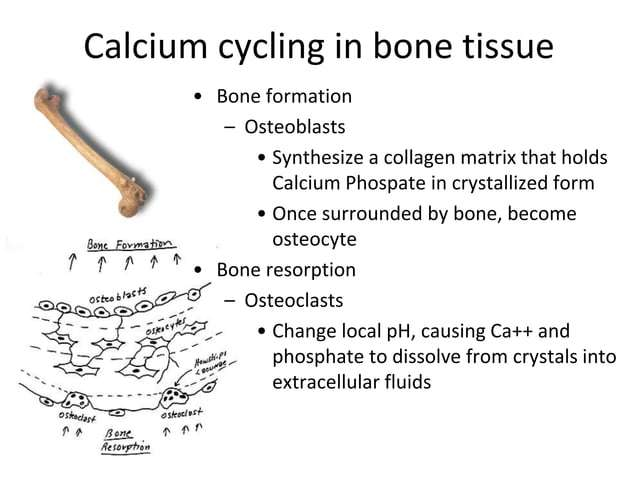 Calcium cycling in bone tissue
• Bone formation
– Osteoblasts
• Synthesize a collagen matrix that holds
Calcium Phospate in crystallized form
• Once surrounded by bone, become
osteocyte
• Bone resorption
– Osteoclasts
• Change local pH, causing Ca++ and
phosphate to dissolve from crystals into
extracellular fluids
Bone Formation
Osteoblasts
Osteocytes
Howship's
Osteoclast
Osteoclast
Bone
Resorption